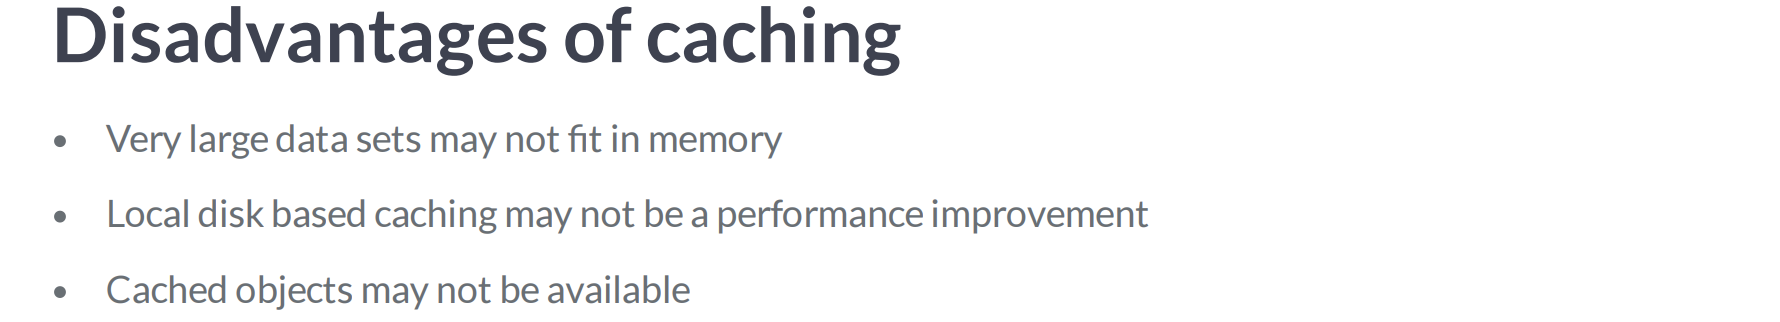 Disadvantages of caching
• Very large data sets may not fit in memory
• Local disk based caching may not be a performance improvement
• Cached objects may not be available